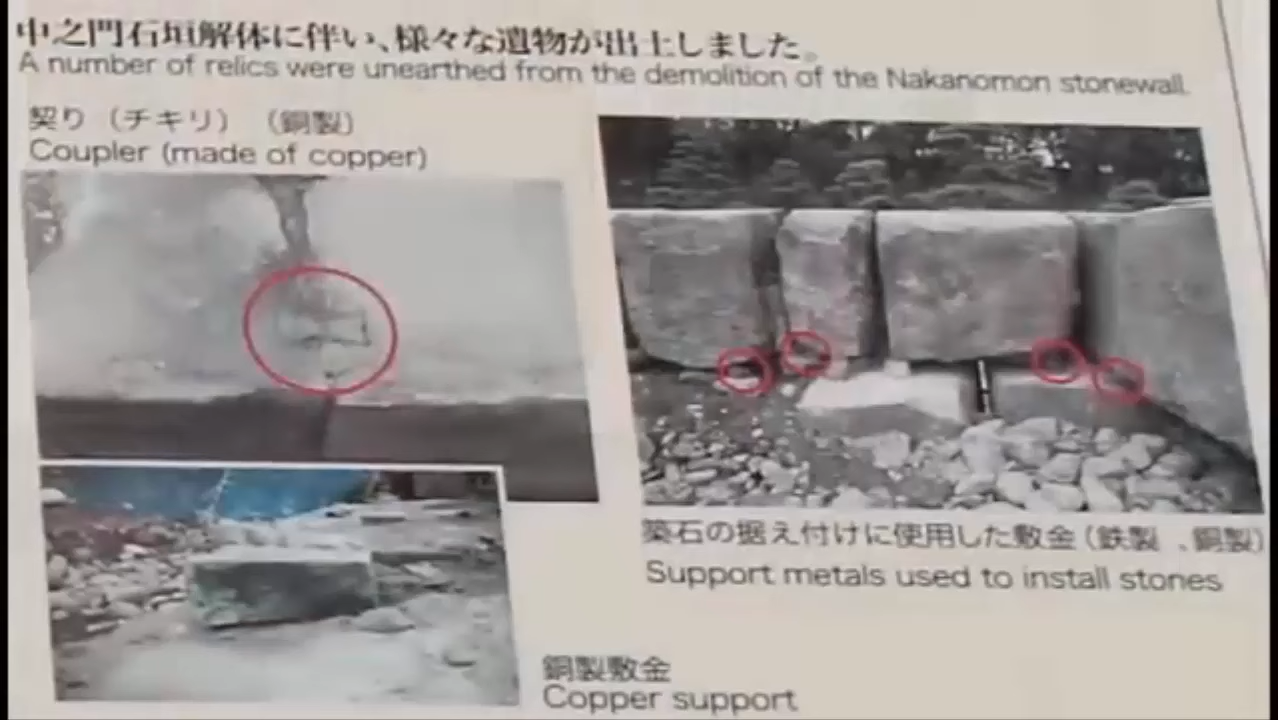 中之門石垣解体に伴い、様々な遺物が出土しました。
A number of relics were unearthed from the demolition of the Nakanomon stonewall.
契り（チキリ）（銅製）
Coupler (made of copper)
築石の据え付けに使用した敷金（鉄製、銅製）
Support metals used to install stones
銅製敷金
Copper support